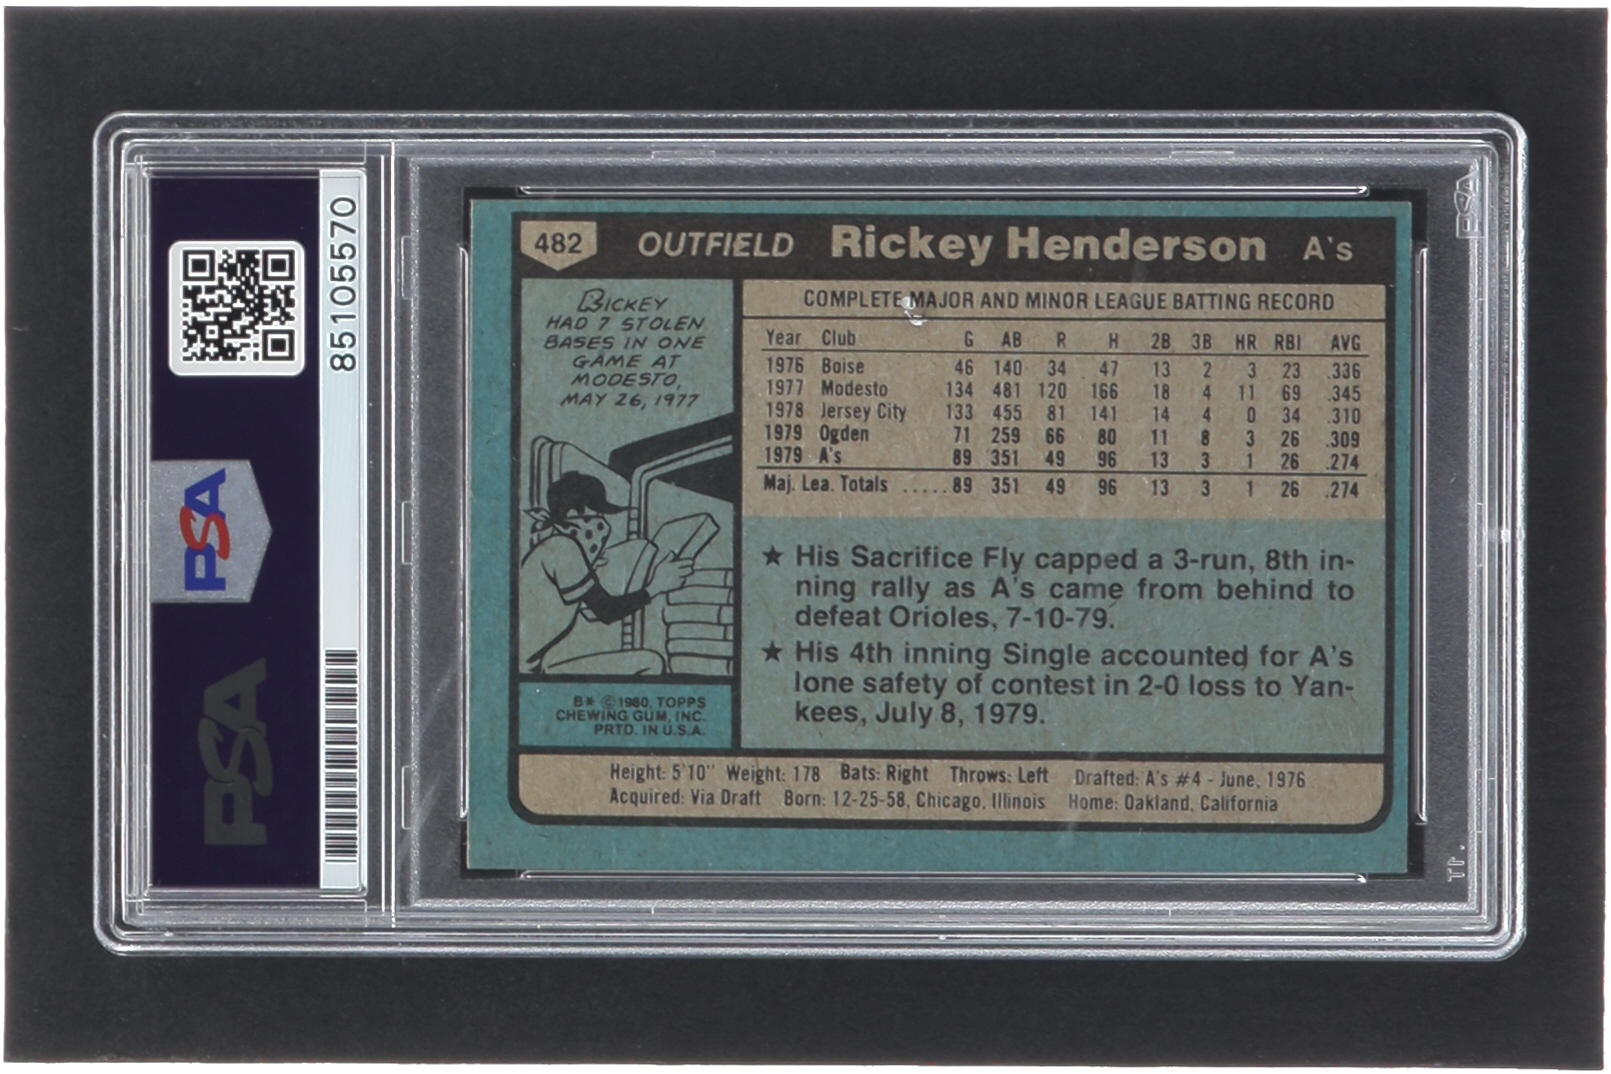 85105570
PSA
PSA
PSA
482 OUTFIELD Rickey Henderson A's
RICKEY
HAD 7 STOLEN
BASES IN ONE
GAME AT
MODESTO,
MAY 26, 1977
B* © 1980, TOPPS
CHEWING GUM, INC.
PRTD. IN U.S.A.
COMPLETE MAJOR AND MINOR LEAGUE BATTING RECORD
Year Club G AB R H 2B 3B HR RBI AVG
1976 Boise 46 140 34 47 13 2 3 23 .336
1977 Modesto 134 481 120 166 18 4 11 69 .345
1978 Jersey City 133 455 81 141 14 4 0 34 .310
1979 Ogden 71 259 66 80 11 8 3 26 .309
1979 A's 89 351 49 96 13 3 1 26 .274
Maj. Lea. Totals ..... 89 351 49 96 13 3 1 26 .274
★ His Sacrifice Fly capped a 3-run, 8th in-
ning rally as A's came from behind to
defeat Orioles, 7-10-79.
★ His 4th inning Single accounted for A's
lone safety of contest in 2-0 loss to Yan-
kees, July 8, 1979.
Height: 5'10" Weight: 178 Bats: Right Throws: Left Drafted: A's #4 - June, 1976
Acquired: Via Draft Born: 12-25-58, Chicago, Illinois Home: Oakland, California